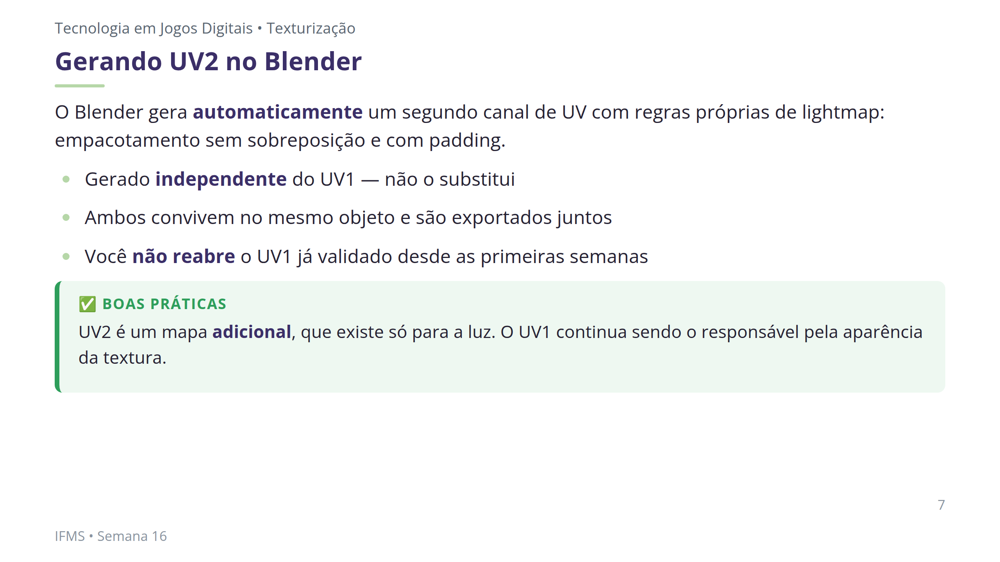 Tecnologia em Jogos Digitais • Texturização
Gerando UV2 no Blender
O Blender gera automaticamente um segundo canal de UV com regras próprias de lightmap:
empacotamento sem sobreposição e com padding.
• Gerado independente do UV1 — não o substitui
• Ambos convivem no mesmo objeto e são exportados juntos
• Você não reabre o UV1 já validado desde as primeiras semanas
✅ BOAS PRÁTICAS
UV2 é um mapa adicional, que existe só para a luz. O UV1 continua sendo o responsável pela aparência
da textura.
7
IFMS • Semana 16